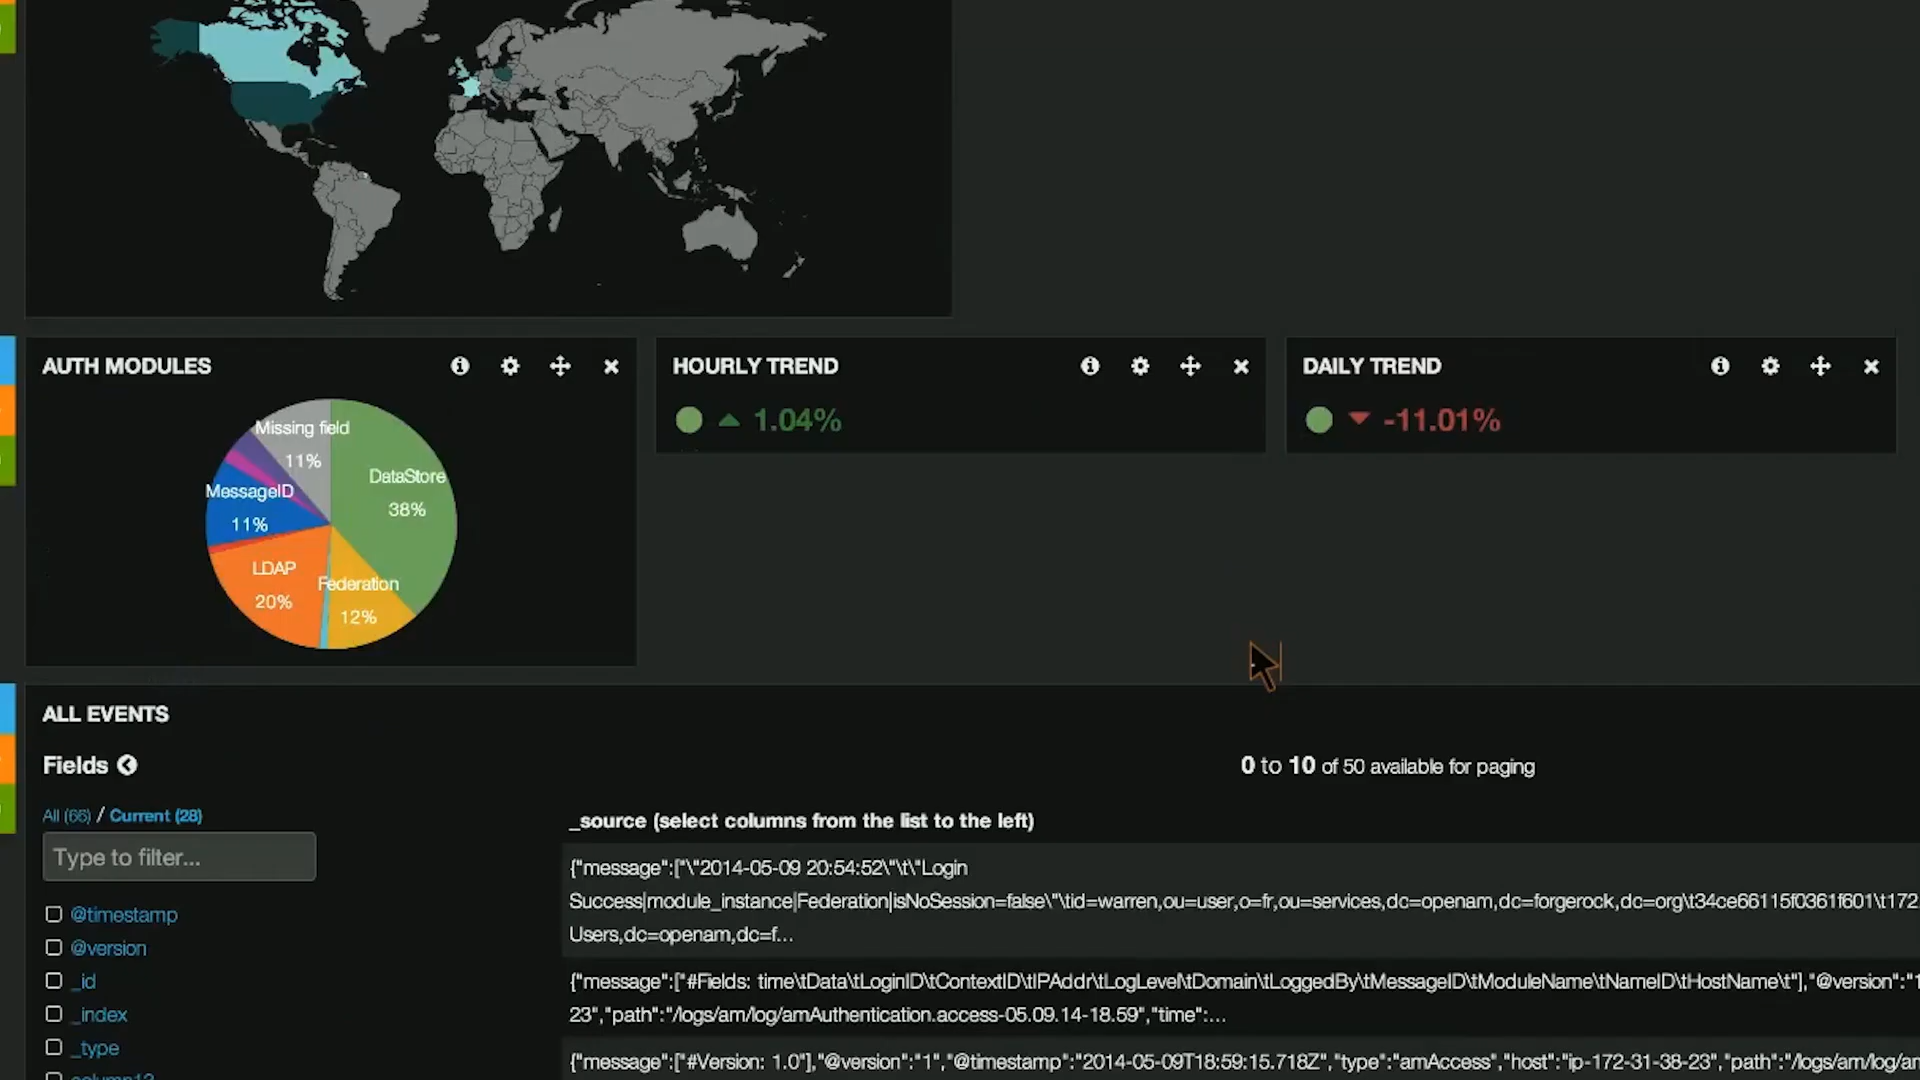 AUTH MODULES
HOURLY TREND
DAILY TREND
1.04%
-11.01%
Missing field
11%
DataStore
38%
MessageID
11%
LDAP
20%
Federation
12%
ALL EVENTS
Fields
0 to 10 of 50 available for paging
All (66) / Current (28)
Type to filter...
@timestamp
@version
_id
_index
_type
column13
_source (select columns from the list to the left)
{"message":["\"2014-05-09 20:54:52\"\t\"Login
Success|module_instance|Federation|isNoSession=false\"\tid=warren,ou=user,o=fr,ou=services,dc=openam,dc=forgerock,dc=org\t34ce66115f0361f601\t172
Users,dc=openam,dc=f...
{"message":["#Fields: time\tData\tLoginID\tContextID\tIPAddr\tLogLevel\tDomain\tLoggedBy\tMessageID\tModuleName\tNameID\tHostName\t"],"@version":"1
23","path":"/logs/am/log/amAuthentication.access-05.09.14-18.59","time":...
{"message":["#Version: 1.0"],"@version":"1","@timestamp":"2014-05-09T18:59:15.718Z","type":"amAccess","host":"ip-172-31-38-23","path":"/logs/am/log/am